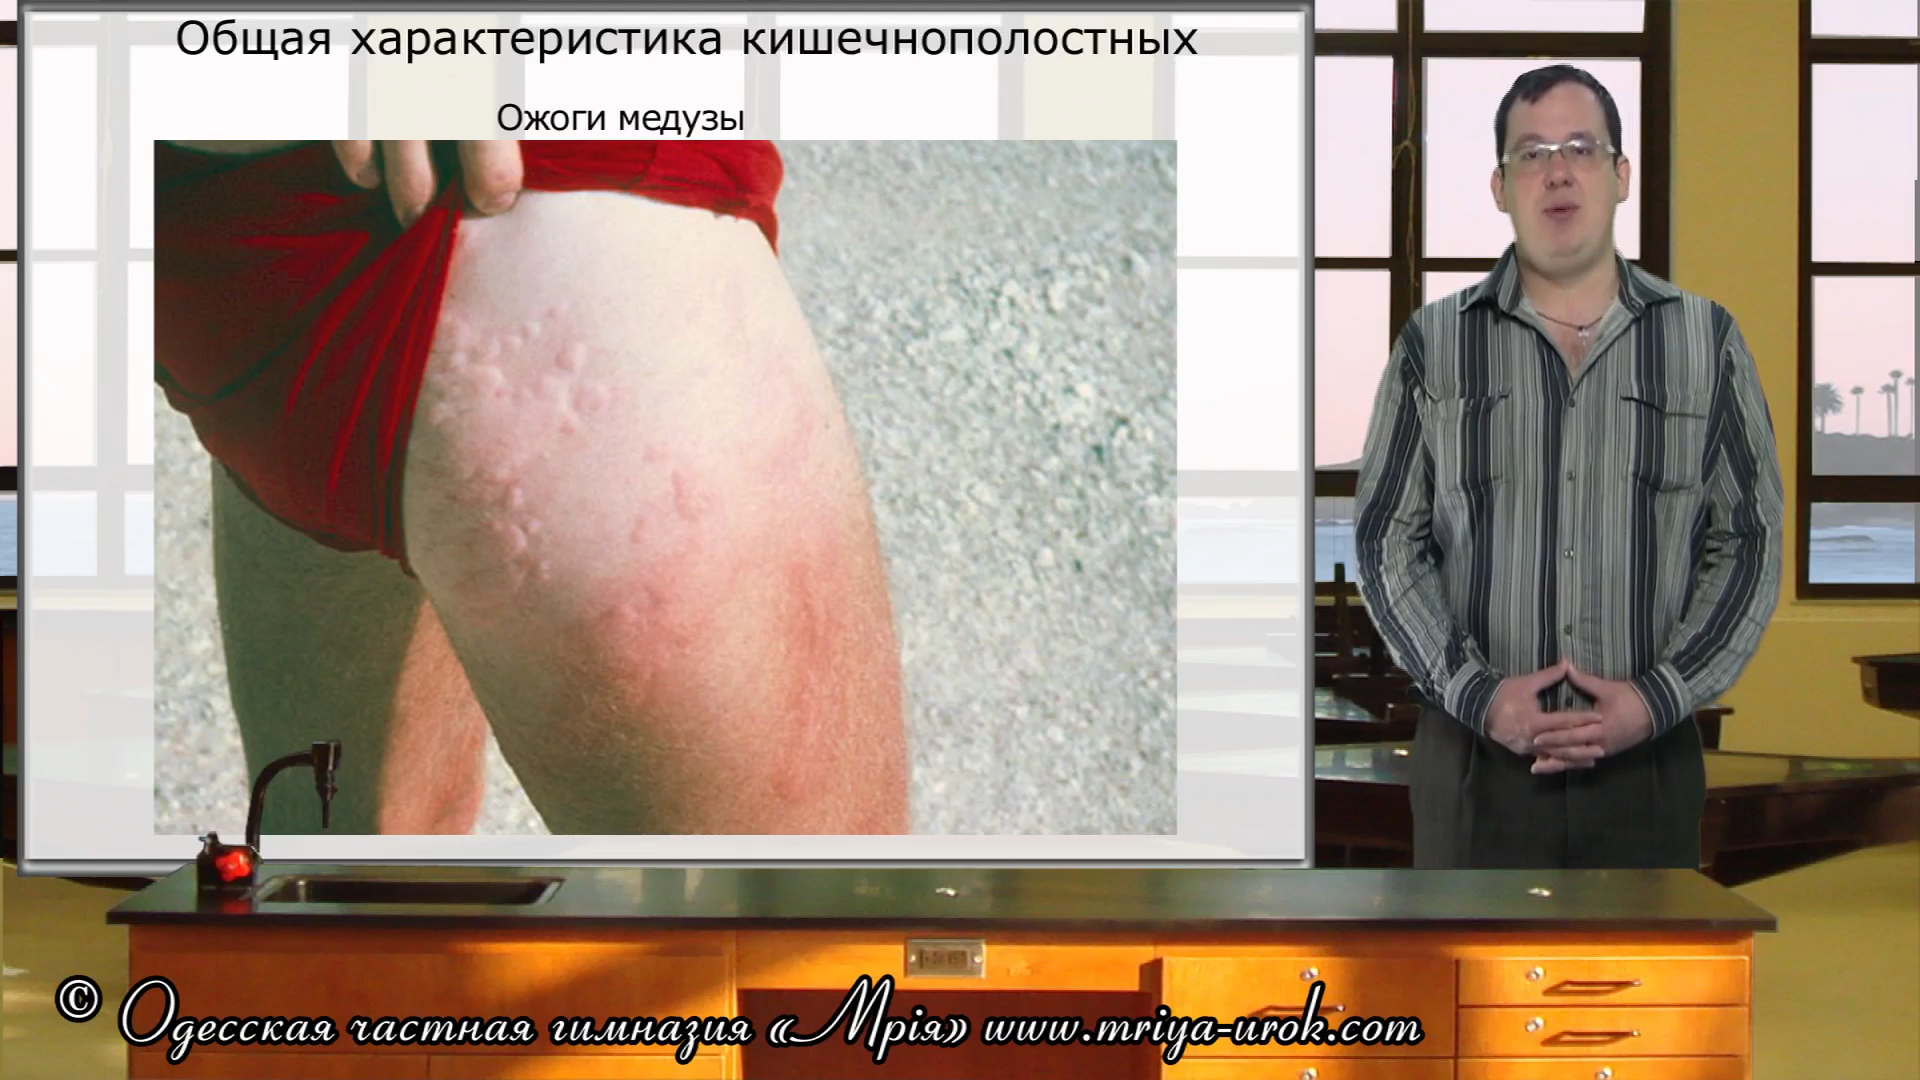 Общая характеристика кишечнополостных
Ожоги медузы
© Одесская частная гимназия «Мрія» www.mriya-urok.com